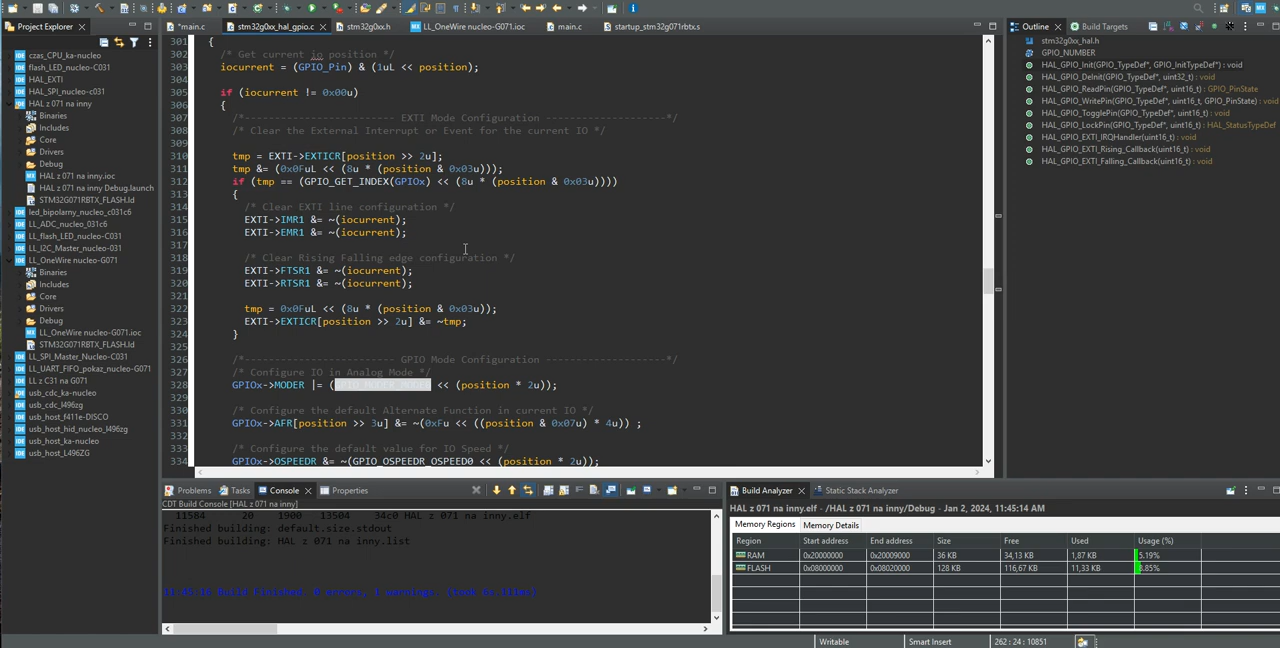 Project Explorer
*main.c
stm32g0xx_hal_gpio.c
stm32g0xx.h
LL_OneWire nucleo-G071.ioc
main.c
startup_stm32g071rbtx.s
Outline
Build Targets
czas_CPU_ka-nucleo
flash_LED_nucleo-C031
HAL_EXTI
HAL_SPI_nucleo-c031
HAL z 071 na inny
Binaries
Includes
Core
Drivers
Debug
HAL z 071 na inny.ioc
HAL z 071 na inny Debug.launch
STM32G071RBTX_FLASH.ld
led_bipolarny_nucleo_c031c6
LL_ADC_nucleo_031c6
LL_flash_LED_nucleo-C031
LL_I2C_Master_nucleo-031
LL_OneWire nucleo-G071
Binaries
Includes
Core
Drivers
Debug
LL_OneWire nucleo-G071.ioc
STM32G071RBTX_FLASH.ld
LL_SPI_Master_Nucleo-C031
LL_UART_FIFO_pokaz_nucleo-G071
LL z C31 na G071
usb_cdc_ka-nucleo
usb_cdc_l496zg
usb_host_f411e-DISCO
usb_host_hid_nucleo_l496zg
usb_host_ka-nucleo
usb_host_L496ZG
301 {
302 /* Get current io position */
303 iocurrent = (GPIO_Pin) & (1uL << position);
304
305 if (iocurrent != 0x00u)
306 {
307 /*----------------------- EXTI Mode Configuration --------------------*/
308 /* Clear the External Interrupt or Event for the current IO */
309
310 tmp = EXTI->EXTICR[position >> 2u];
311 tmp &= (0x0FuL << (8u * (position & 0x03u)));
312 if (tmp == (GPIO_GET_INDEX(GPIOx) << (8u * (position & 0x03u))))
313 {
314 /* Clear EXTI line configuration */
315 EXTI->IMR1 &= ~(iocurrent);
316 EXTI->EMR1 &= ~(iocurrent);
317
318 /* Clear Rising Falling edge configuration */
319 EXTI->FTSR1 &= ~(iocurrent);
320 EXTI->RTSR1 &= ~(iocurrent);
321
322 tmp = 0x0FuL << (8u * (position & 0x03u));
323 EXTI->EXTICR[position >> 2u] &= ~tmp;
324 }
325
326 /*----------------------- GPIO Mode Configuration --------------------*/
327 /* Configure IO in Analog Mode */
328 GPIOx->MODER |= (GPIO_MODER_MODE0 << (position * 2u));
329
330 /* Configure the default Alternate Function in current IO */
331 GPIOx->AFR[position >> 3u] &= ~(0xFu << ((position & 0x07u) * 4u)) ;
332
333 /* Configure the default value for IO Speed */
334 GPIOx->OSPEEDR &= ~(GPIO_OSPEEDR_OSPEED0 << (position * 2u));
stm32g0xx_hal.h
GPIO_NUMBER
HAL_GPIO_Init(GPIO_TypeDef*, GPIO_InitTypeDef*) : void
HAL_GPIO_DeInit(GPIO_TypeDef*, uint32_t) : void
HAL_GPIO_ReadPin(GPIO_TypeDef*, uint16_t) : GPIO_PinState
HAL_GPIO_WritePin(GPIO_TypeDef*, uint16_t, GPIO_PinState) : void
HAL_GPIO_TogglePin(GPIO_TypeDef*, uint16_t) : void
HAL_GPIO_LockPin(GPIO_TypeDef*, uint16_t) : HAL_StatusTypeDef
HAL_GPIO_EXTI_IRQHandler(uint16_t) : void
HAL_GPIO_EXTI_Rising_Callback(uint16_t) : void
HAL_GPIO_EXTI_Falling_Callback(uint16_t) : void
Problems
Tasks
Console
Properties
CDT Build Console [HAL z 071 na inny]
11584 20 1900 13504 34c0 HAL z 071 na inny.elf
Finished building: default.size.stdout
Finished building: HAL z 071 na inny.list
Build Analyzer
Static Stack Analyzer
HAL z 071 na inny.elf - /HAL z 071 na inny/Debug - Jan 2, 2024, 11:45:14 AM
Memory Regions
Memory Details
Region Start address End address Size Free Used Usage (%)
RAM 0x20000000 0x20009000 36 KB 34,13 KB 1,87 KB 5.19%
FLASH 0x08000000 0x08020000 128 KB 116,67 KB 11,33 KB 8.85%
Writable
Smart Insert
262 : 24 : 10851